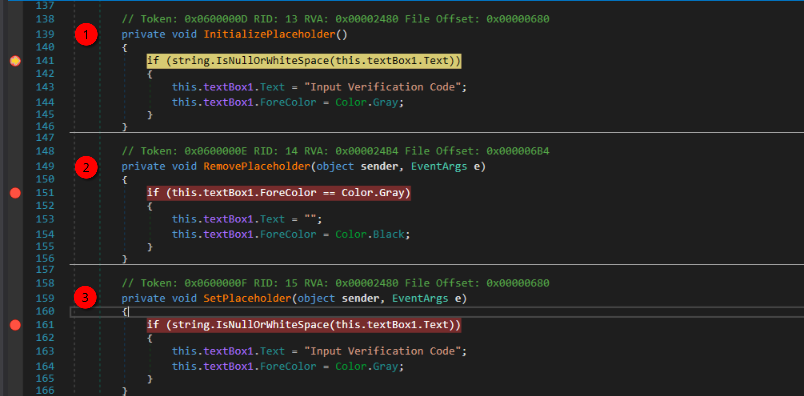 137
138 // Token: 0x0600000D RID: 13 RVA: 0x00002480 File Offset: 0x00000680
1 139 private void InitializePlaceholder()
140 {
141 if (string.IsNullOrWhiteSpace(this.textBox1.Text))
142 {
143 this.textBox1.Text = "Input Verification Code";
144 this.textBox1.ForeColor = Color.Gray;
145 }
146 }
147
148 // Token: 0x0600000E RID: 14 RVA: 0x000024B4 File Offset: 0x000006B4
2 149 private void RemovePlaceholder(object sender, EventArgs e)
150 {
151 if (this.textBox1.ForeColor == Color.Gray)
152 {
153 this.textBox1.Text = "";
154 this.textBox1.ForeColor = Color.Black;
155 }
156 }
157
158 // Token: 0x0600000F RID: 15 RVA: 0x00002480 File Offset: 0x00000680
3 159 private void SetPlaceholder(object sender, EventArgs e)
160 {
161 if (string.IsNullOrWhiteSpace(this.textBox1.Text))
162 {
163 this.textBox1.Text = "Input Verification Code";
164 this.textBox1.ForeColor = Color.Gray;
165 }
166 }